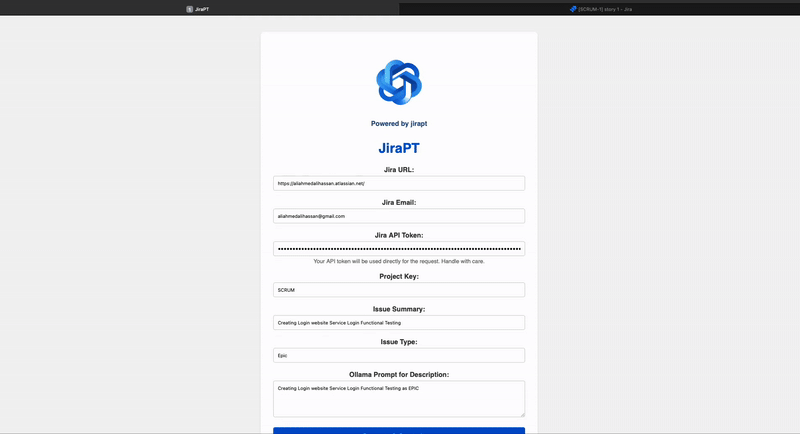 JiraPT
[SCRUM-1] story 1 - Jira
Powered by jirapt
JiraPT
Jira URL:
https://aliahmedalihassan.atlassian.net/
Jira Email:
aliahmedalihassan@gmail.com
Jira API Token:
Your API token will be used directly for the request. Handle with care.
Project Key:
SCRUM
Issue Summary:
Creating Login website Service Login Functional Testing
Issue Type:
Epic
Ollama Prompt for Description:
Creating Login website Service Login Functional Testing as EPIC